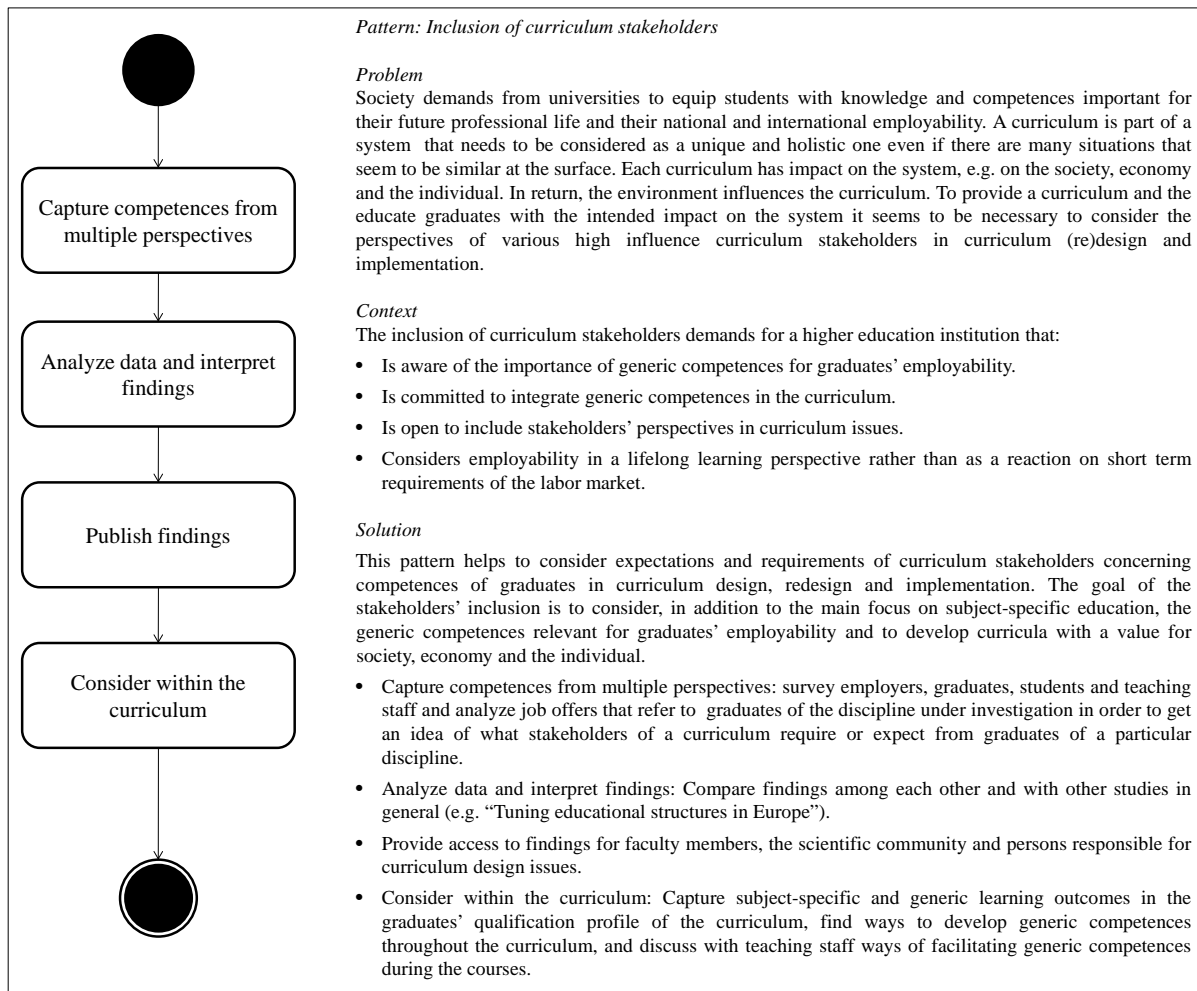 Pattern: Inclusion of curriculum stakeholders
Problem
Society demands from universities to equip students with knowledge and competences important for
their future professional life and their national and international employability. A curriculum is part of a
system that needs to be considered as a unique and holistic one even if there are many situations that
seem to be similar at the surface. Each curriculum has impact on the system, e.g. on the society, economy
and the individual. In return, the environment influences the curriculum. To provide a curriculum and the
educate graduates with the intended impact on the system it seems to be necessary to consider the
perspectives of various high influence curriculum stakeholders in curriculum (re)design and
implementation.
Context
The inclusion of curriculum stakeholders demands for a higher education institution that:
• Is aware of the importance of generic competences for graduates' employability.
• Is committed to integrate generic competences in the curriculum.
• Is open to include stakeholders' perspectives in curriculum issues.
• Considers employability in a lifelong learning perspective rather than as a reaction on short term
requirements of the labor market.
Solution
This pattern helps to consider expectations and requirements of curriculum stakeholders concerning
competences of graduates in curriculum design, redesign and implementation. The goal of the
stakeholders' inclusion is to consider, in addition to the main focus on subject-specific education, the
generic competences relevant for graduates' employability and to develop curricula with a value for
society, economy and the individual.
• Capture competences from multiple perspectives: survey employers, graduates, students and teaching
staff and analyze job offers that refer to graduates of the discipline under investigation in order to get
an idea of what stakeholders of a curriculum require or expect from graduates of a particular
discipline.
• Analyze data and interpret findings: Compare findings among each other and with other studies in
general (e.g. "Tuning educational structures in Europe").
• Provide access to findings for faculty members, the scientific community and persons responsible for
curriculum design issues.
• Consider within the curriculum: Capture subject-specific and generic learning outcomes in the
graduates' qualification profile of the curriculum, find ways to develop generic competences
throughout the curriculum, and discuss with teaching staff ways of facilitating generic competences
during the courses.
Capture competences from
multiple perspectives
Analyze data and interpret
findings
Publish findings
Consider within the
curriculum